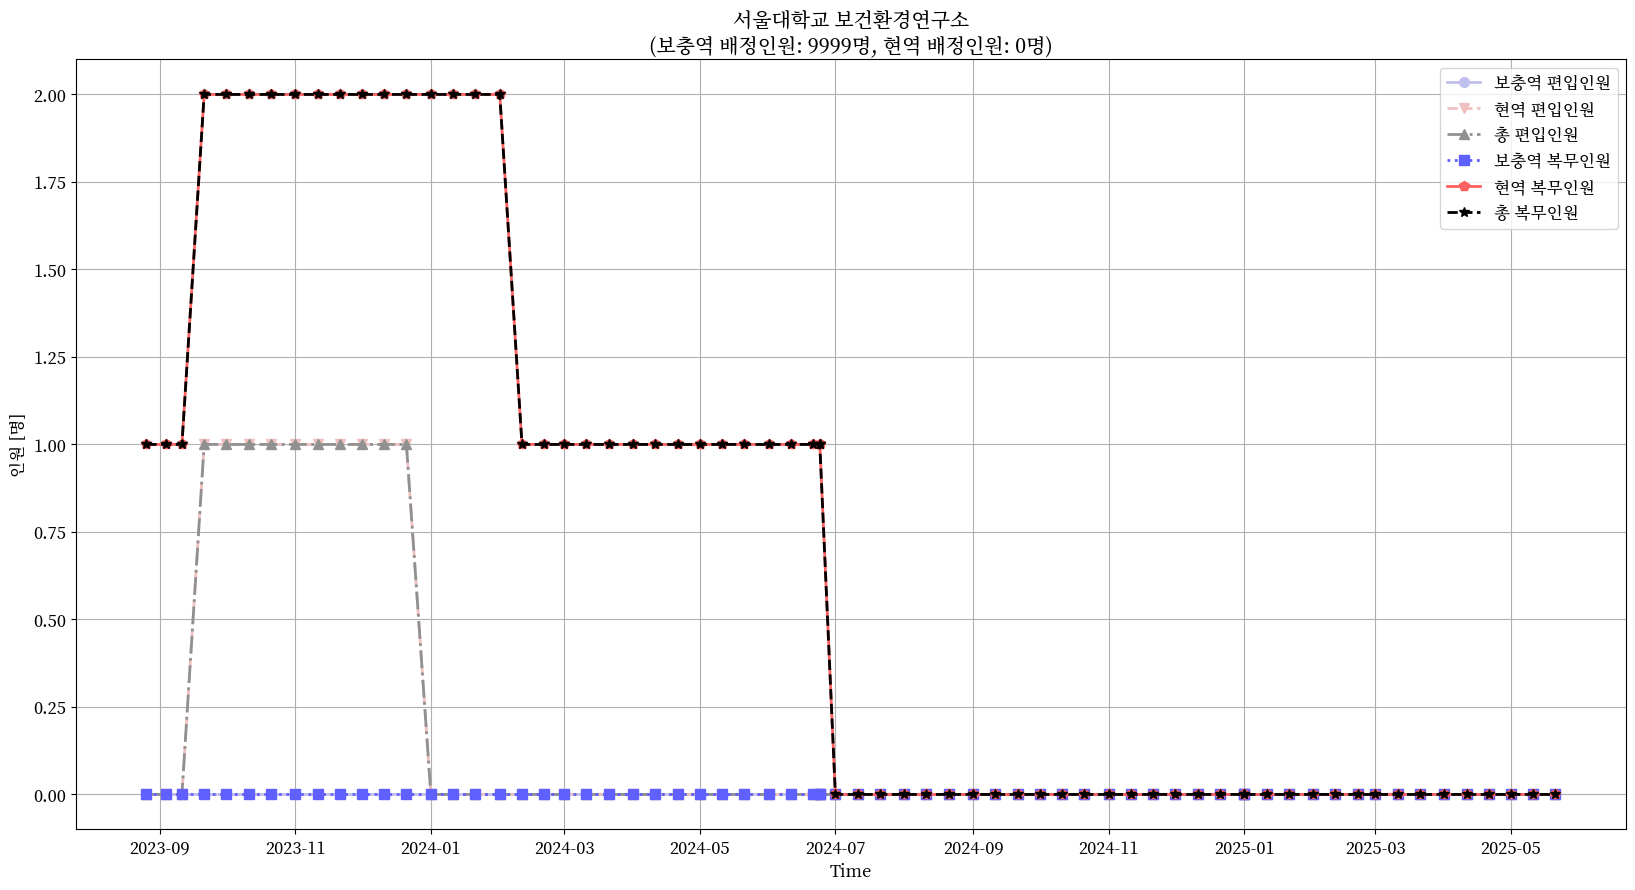 서울대학교 보건환경연구소
(보충역 배정인원: 9999명, 현역 배정인원: 0명)
보충역 편입인원
현역 편입인원
총 편입인원
보충역 복무인원
현역 복무인원
총 복무인원
2.00
1.75
1.50
1.25
1.00
0.75
0.50
0.25
0.00
인원 [명]
2023-09 2023-11 2024-01 2024-03 2024-05 2024-07 2024-09 2024-11 2025-01 2025-03 2025-05
Time